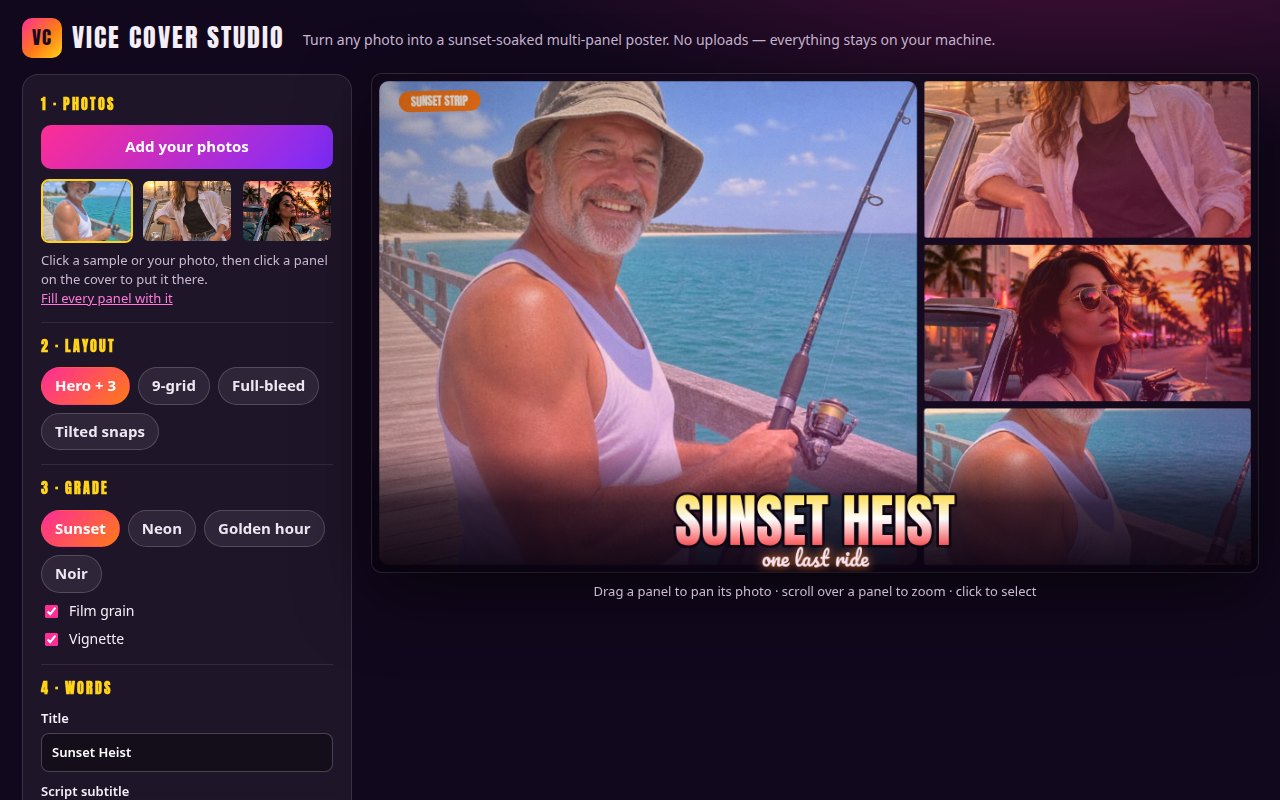 VC
VICE COVER STUDIO
Turn any photo into a sunset-soaked multi-panel poster. No uploads — everything stays on your machine.
1 · PHOTOS
Add your photos
Click a sample or your photo, then click a panel
on the cover to put it there.
Fill every panel with it
2 · LAYOUT
Hero + 3
9-grid
Full-bleed
Tilted snaps
3 · GRADE
Sunset
Neon
Golden hour
Noir
Film grain
Vignette
4 · WORDS
Title
Sunset Heist
Script subtitle
SUNSET STRIP
SUNSET HEIST
one last ride
Drag a panel to pan its photo · scroll over a panel to zoom · click to select